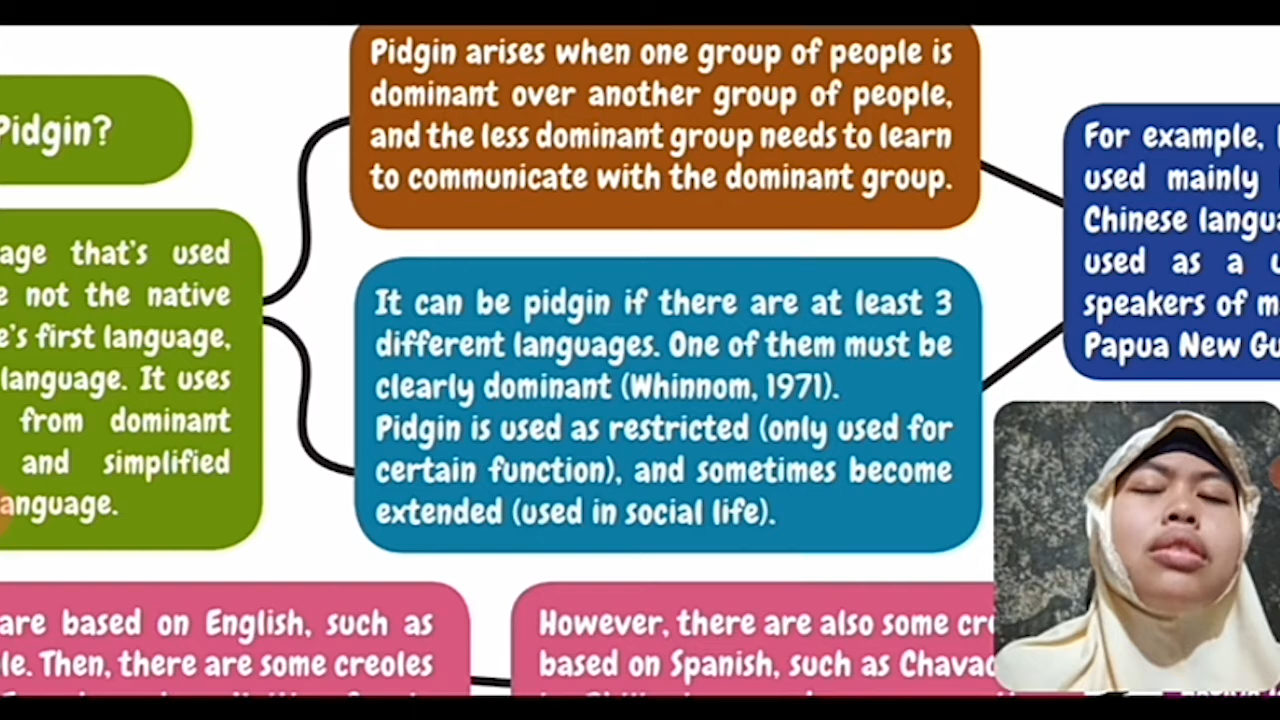 Pidgin?
age that's used
e not the native
e's first language,
language. It uses
from dominant
and simplified
anguage.
Pidgin arises when one group of people is
dominant over another group of people,
and the less dominant group needs to learn
to communicate with the dominant group.
It can be pidgin if there are at least 3
different languages. One of them must be
clearly dominant (Whinnom, 1971).
Pidgin is used as restricted (only used for
certain function), and sometimes become
extended (used in social life).
For example,
used mainly
Chinese langua
used as a u
speakers of m
Papua New Gu
are based on English, such as
le. Then, there are some creoles
However, there are also some cre
based on Spanish, such as Chavac